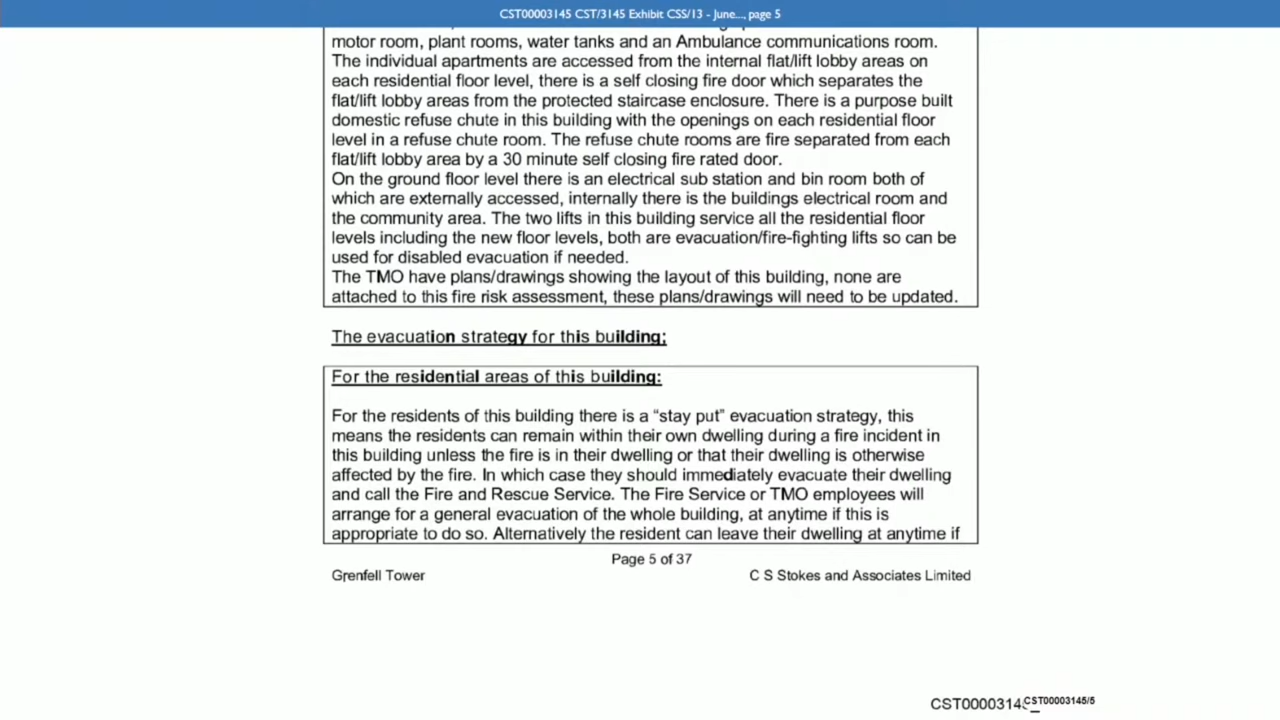 CST00003145 CST/3145 Exhibit CSS/13 - June..., page 5
motor room, plant rooms, water tanks and an Ambulance communications room.
The individual apartments are accessed from the internal flat/lift lobby areas on
each residential floor level, there is a self closing fire door which separates the
flat/lift lobby areas from the protected staircase enclosure. There is a purpose built
domestic refuse chute in this building with the openings on each residential floor
level in a refuse chute room. The refuse chute rooms are fire separated from each
flat/lift lobby area by a 30 minute self closing fire rated door.
On the ground floor level there is an electrical sub station and bin room both of
which are externally accessed, internally there is the buildings electrical room and
the community area. The two lifts in this building service all the residential floor
levels including the new floor levels, both are evacuation/fire-fighting lifts so can be
used for disabled evacuation if needed.
The TMO have plans/drawings showing the layout of this building, none are
attached to this fire risk assessment, these plans/drawings will need to be updated.
The evacuation strategy for this building;
For the residential areas of this building:
For the residents of this building there is a “stay put” evacuation strategy, this
means the residents can remain within their own dwelling during a fire incident in
this building unless the fire is in their dwelling or that their dwelling is otherwise
affected by the fire. In which case they should immediately evacuate their dwelling
and call the Fire and Rescue Service. The Fire Service or TMO employees will
arrange for a general evacuation of the whole building, at anytime if this is
appropriate to do so. Alternatively the resident can leave their dwelling at anytime if
Page 5 of 37
Grenfell Tower
C S Stokes and Associates Limited
CST00003145/5